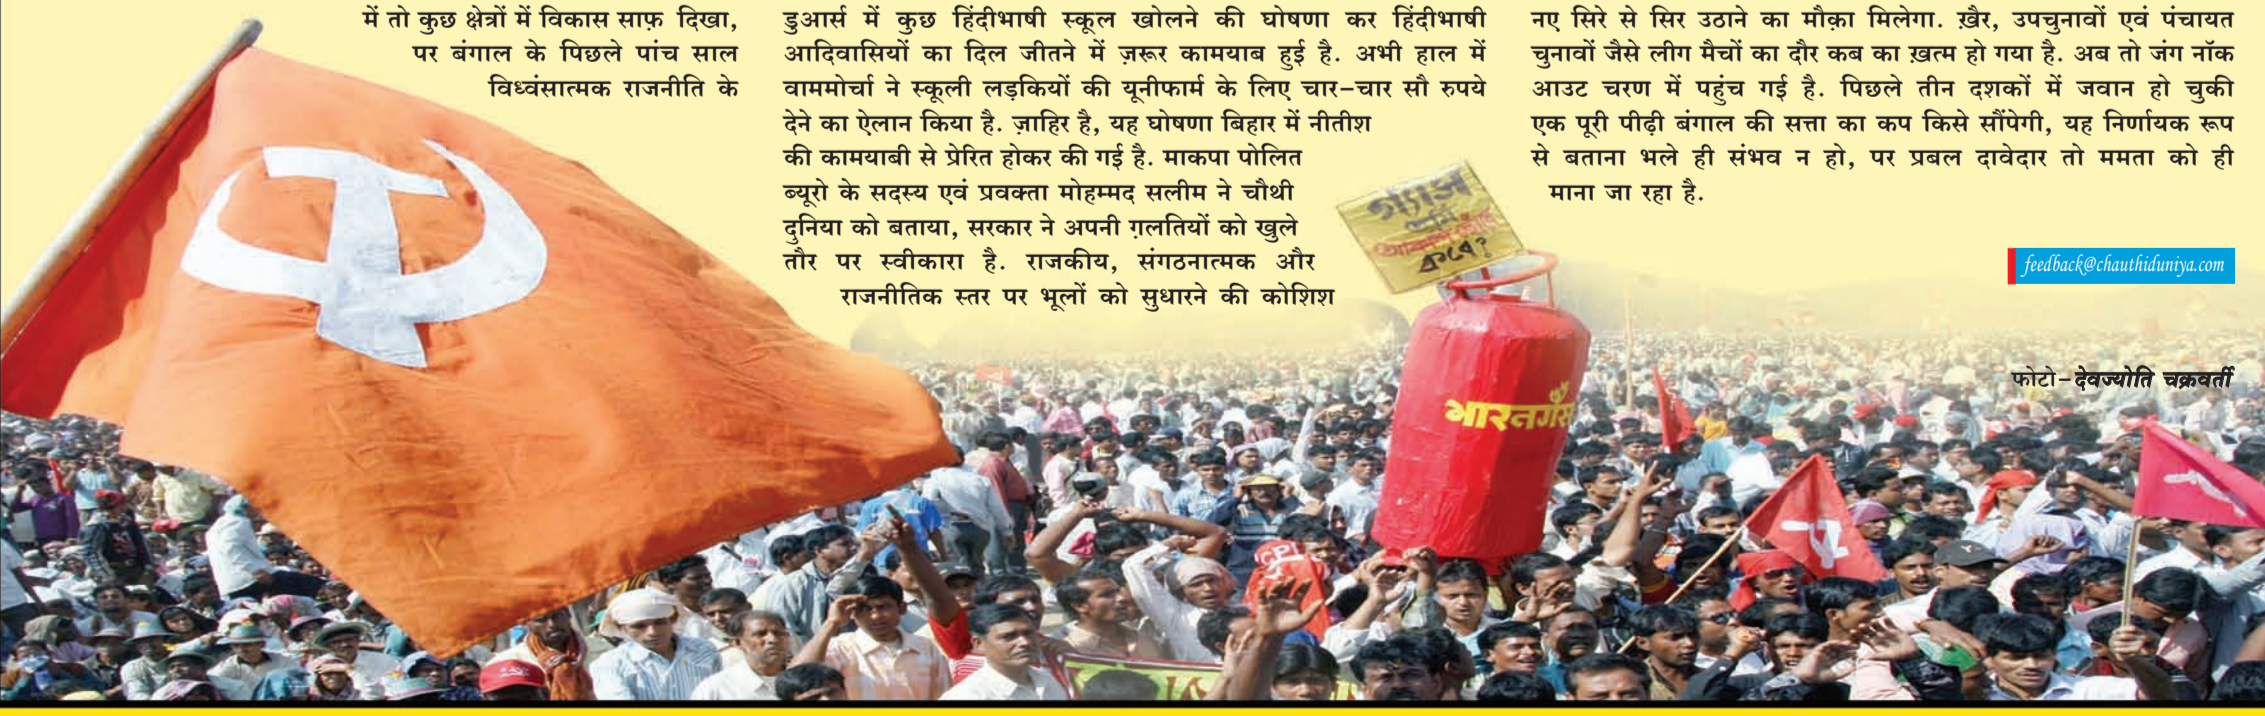 में तो कुछ क्षेत्रों में विकास साफ़ दिखा,
पर बंगाल के पिछले पांच साल
विध्वंसात्मक राजनीति के
डुआर्स में कुछ हिंदीभाषी स्कूल खोलने की घोषणा कर हिंदीभाषी
आदिवासियों का दिल जीतने में ज़रूर कामयाब हुई है. अभी हाल में
वाममोर्चा ने स्कूली लड़कियों की यूनीफार्म के लिए चार-चार सौ रुपये
देने का ऐलान किया है. ज़ाहिर है, यह घोषणा बिहार में नीतीश
की कामयाबी से प्रेरित होकर की गई है. माकपा पोलित
ब्यूरो के सदस्य एवं प्रवक्ता मोहम्मद सलीम ने चौथी
दुनिया को बताया, सरकार ने अपनी ग़लतियों को खुले
तौर पर स्वीकारा है. राजकीय, संगठनात्मक और
राजनीतिक स्तर पर भूलों को सुधारने की कोशिश
नए सिरे से सिर उठाने का मौक़ा मिलेगा. ख़ैर, उपचुनावों एवं पंचायत
चुनावों जैसे लीग मैचों का दौर कब का ख़त्म हो गया है. अब तो जंग नॉक
आउट चरण में पहुंच गई है. पिछले तीन दशकों में जवान हो चुकी
एक पूरी पीढ़ी बंगाल की सत्ता का कप किसे सौंपेगी, यह निर्णायक रूप
से बताना भले ही संभव न हो, पर प्रबल दावेदार तो ममता को ही
माना जा रहा है.
feedback@chauthiduniya.com
फोटो-देवज्योति चक्रवर्ती
গ্যাস
কবে?
भारतगैस
CPI